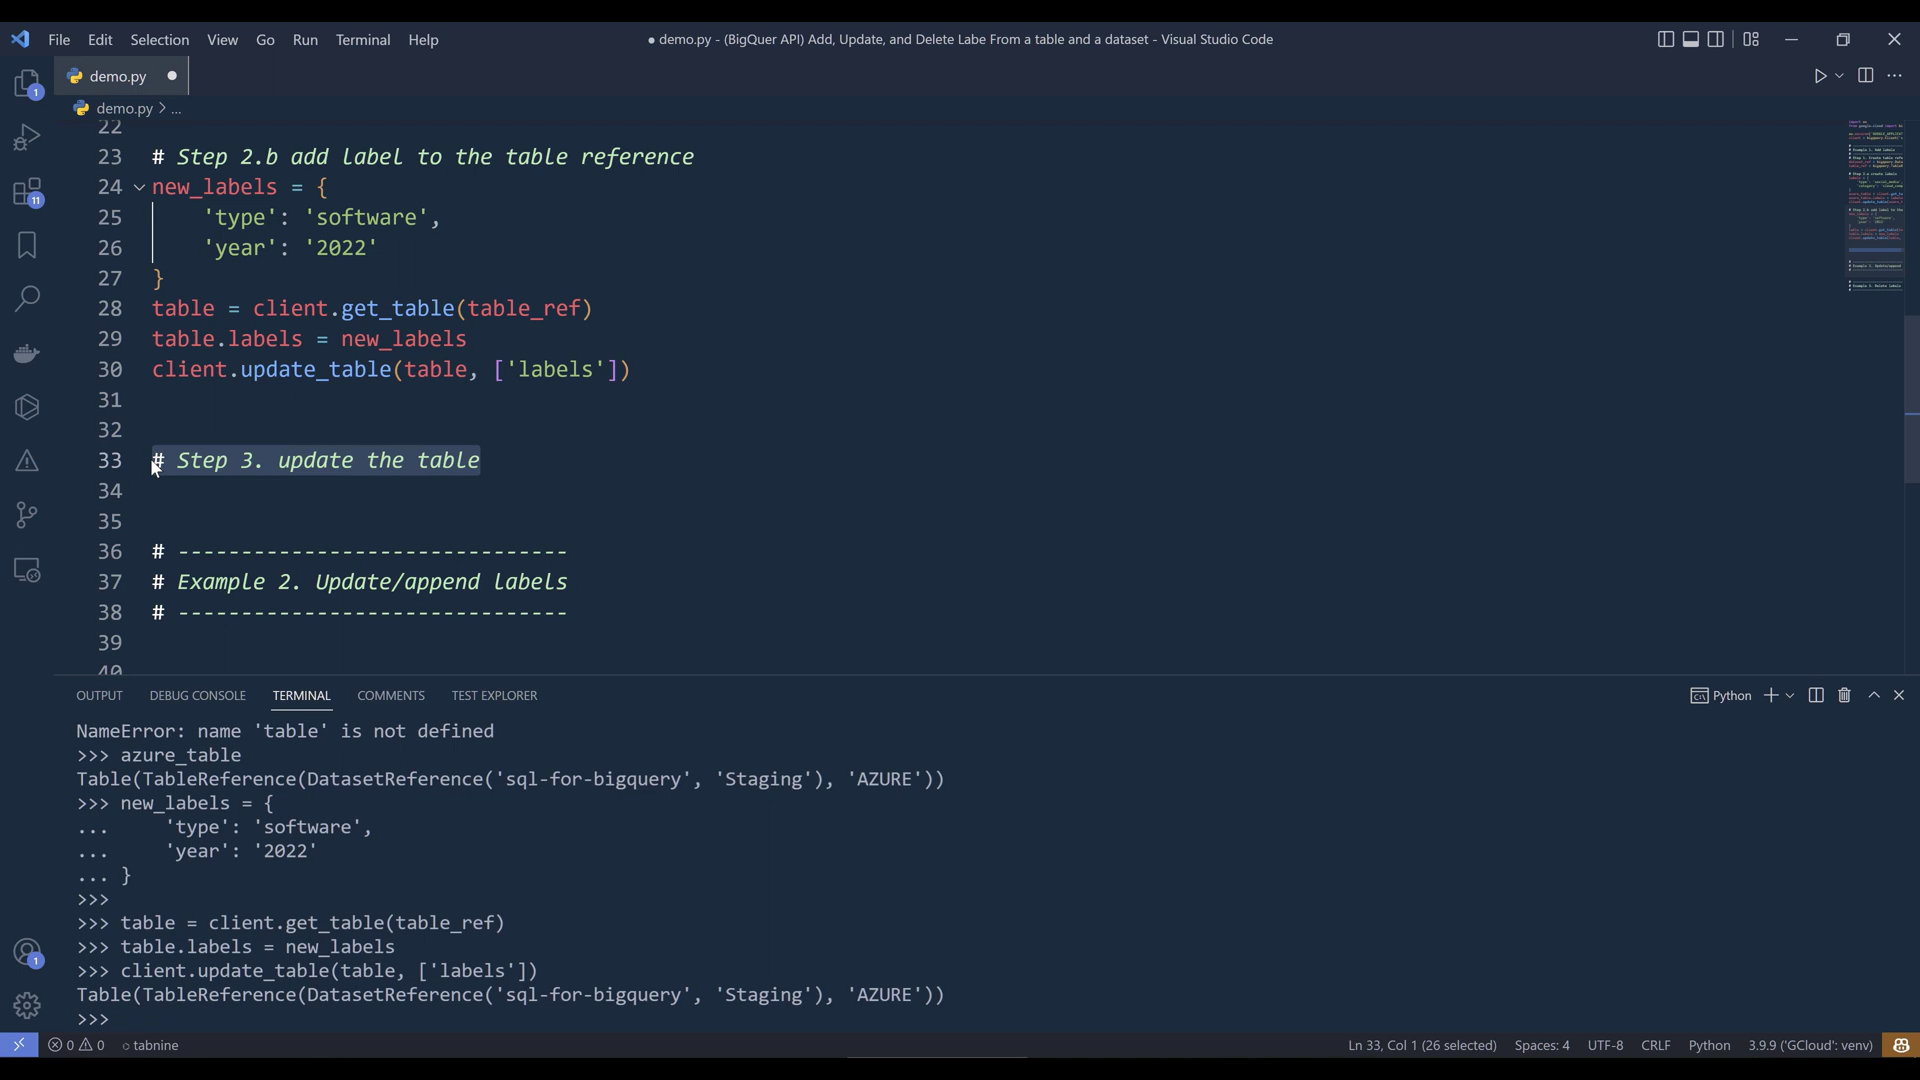 File Edit Selection View Go Run Terminal Help
● demo.py - (BigQuer API) Add, Update, and Delete Labe From a table and a dataset - Visual Studio Code
demo.py
demo.py > ...
22
23 # Step 2.b add label to the table reference
24 new_labels = {
25 'type': 'software',
26 'year': '2022'
27 }
28 table = client.get_table(table_ref)
29 table.labels = new_labels
30 client.update_table(table, ['labels'])
31
32
33 # Step 3. update the table
34
35
36 # -------------------------------
37 # Example 2. Update/append labels
38 # -------------------------------
39
40
1
11
1
OUTPUT DEBUG CONSOLE TERMINAL COMMENTS TEST EXPLORER
Python
NameError: name 'table' is not defined
>>> azure_table
Table(TableReference(DatasetReference('sql-for-bigquery', 'Staging'), 'AZURE'))
>>> new_labels = {
... 'type': 'software',
... 'year': '2022'
... }
>>>
>>> table = client.get_table(table_ref)
>>> table.labels = new_labels
>>> client.update_table(table, ['labels'])
Table(TableReference(DatasetReference('sql-for-bigquery', 'Staging'), 'AZURE'))
>>>
0 0 tabnine
Ln 33, Col 1 (26 selected) Spaces: 4 UTF-8 CRLF Python 3.9.9 ('GCloud': venv)